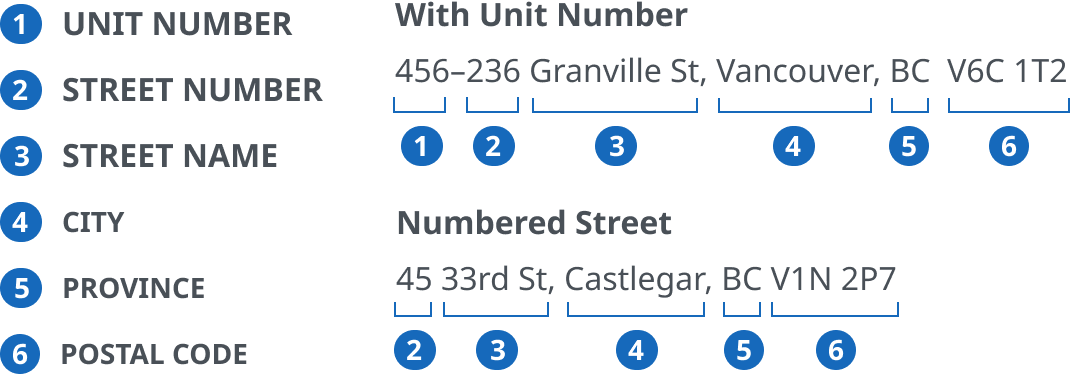 1 UNIT NUMBER
2 STREET NUMBER
3 STREET NAME
4 CITY
5 PROVINCE
6 POSTAL CODE
With Unit Number
456–236 Granville St, Vancouver, BC V6C 1T2
1 2 3 4 5 6
Numbered Street
45 33rd St, Castlegar, BC V1N 2P7
2 3 4 5 6